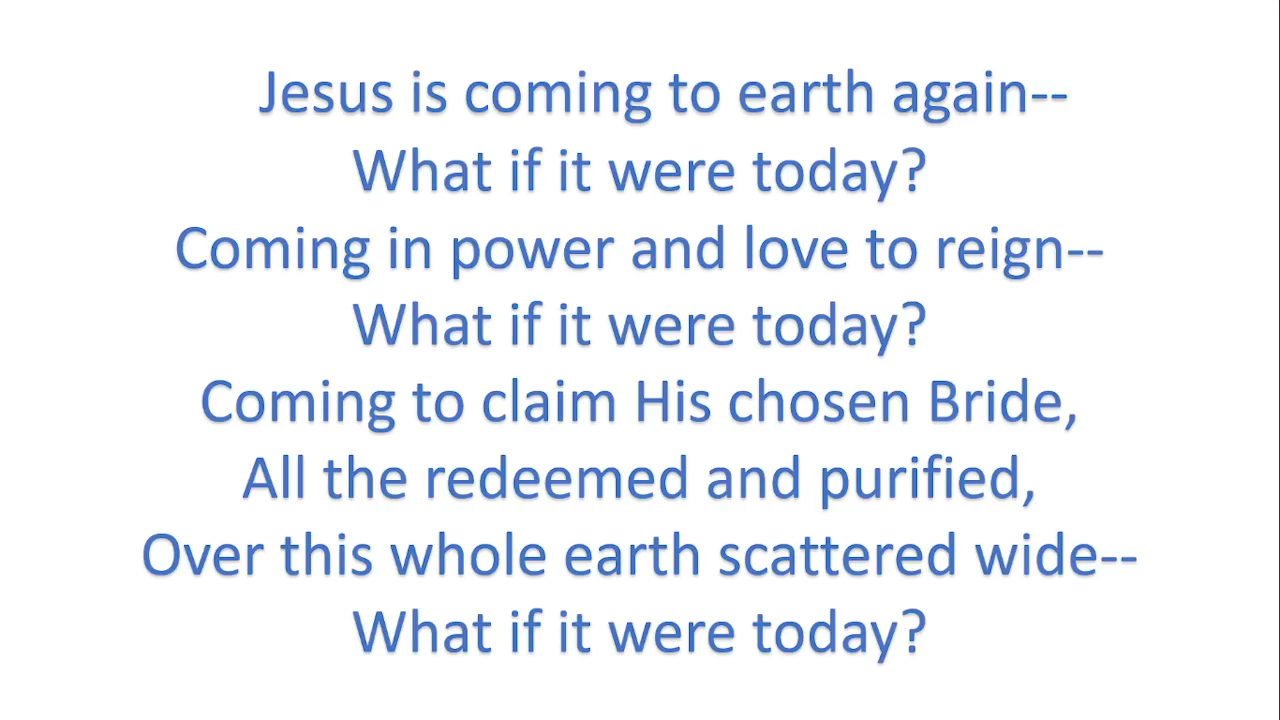 Jesus is coming to earth again--
What if it were today?
Coming in power and love to reign--
What if it were today?
Coming to claim His chosen Bride,
All the redeemed and purified,
Over this whole earth scattered wide--
What if it were today?